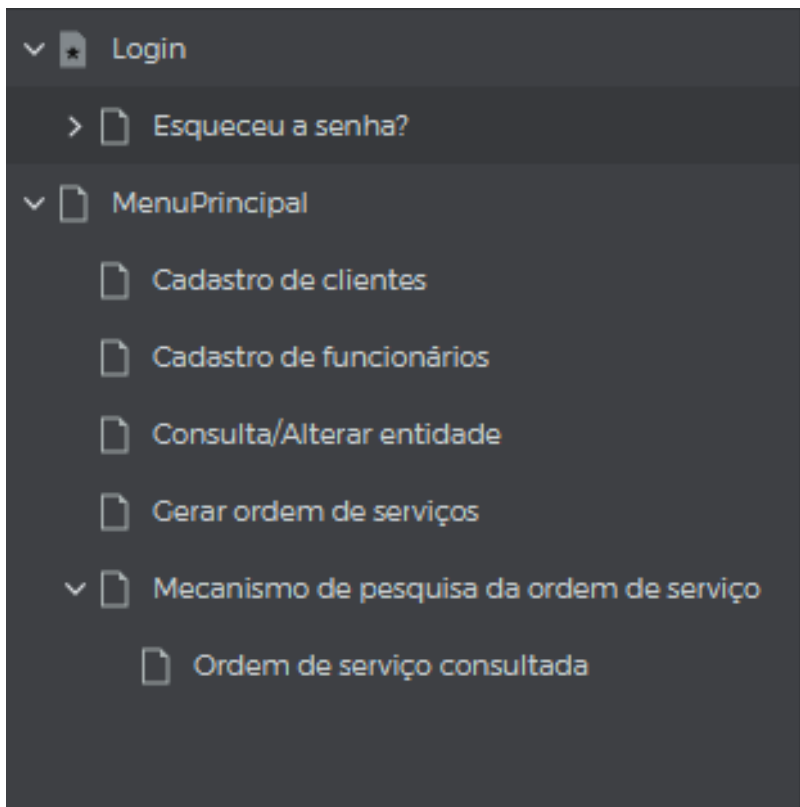 Login
Esqueceu a senha?
MenuPrincipal
Cadastro de clientes
Cadastro de funcionários
Consulta/Alterar entidade
Gerar ordem de serviços
Mecanismo de pesquisa da ordem de serviço
Ordem de serviço consultada